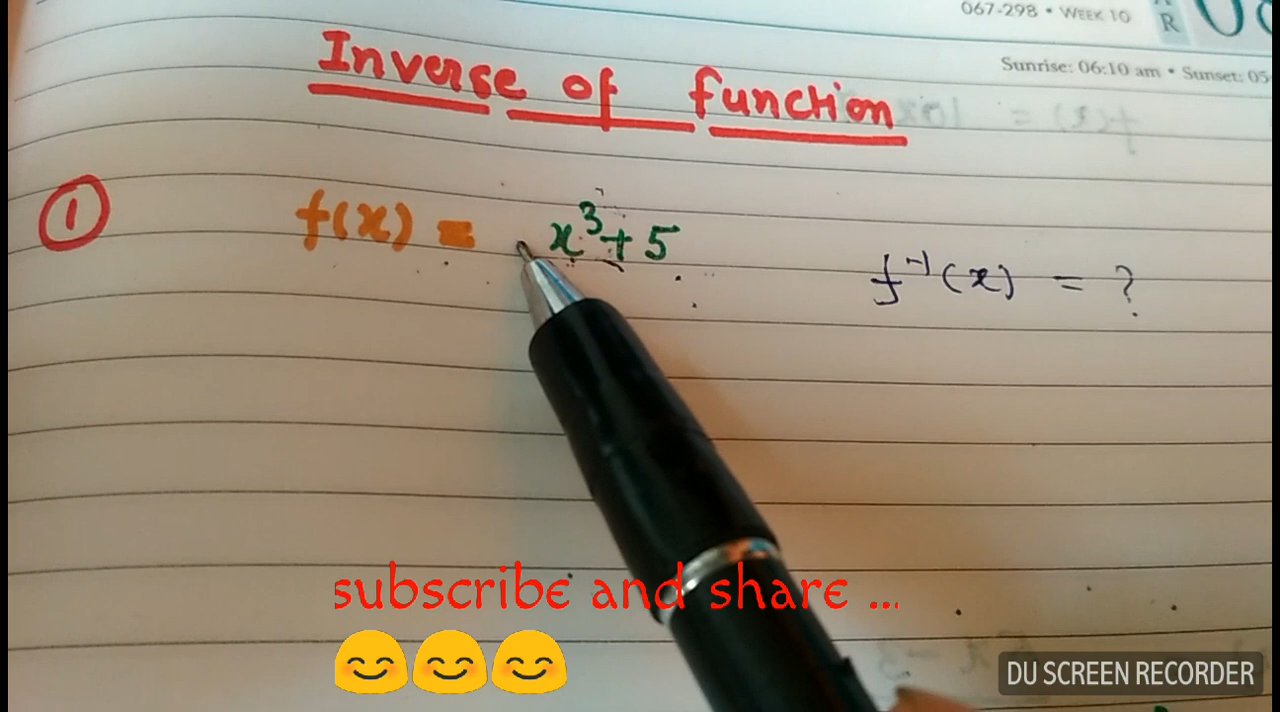 067-298 • WEEK 10
Sunrise: 06:10 am • Sunset: 05
Inverse of function
1 f(x) = x³+5
f⁻¹(x) = ?
subscribe and share ...
😊😊😊
DU SCREEN RECORDER